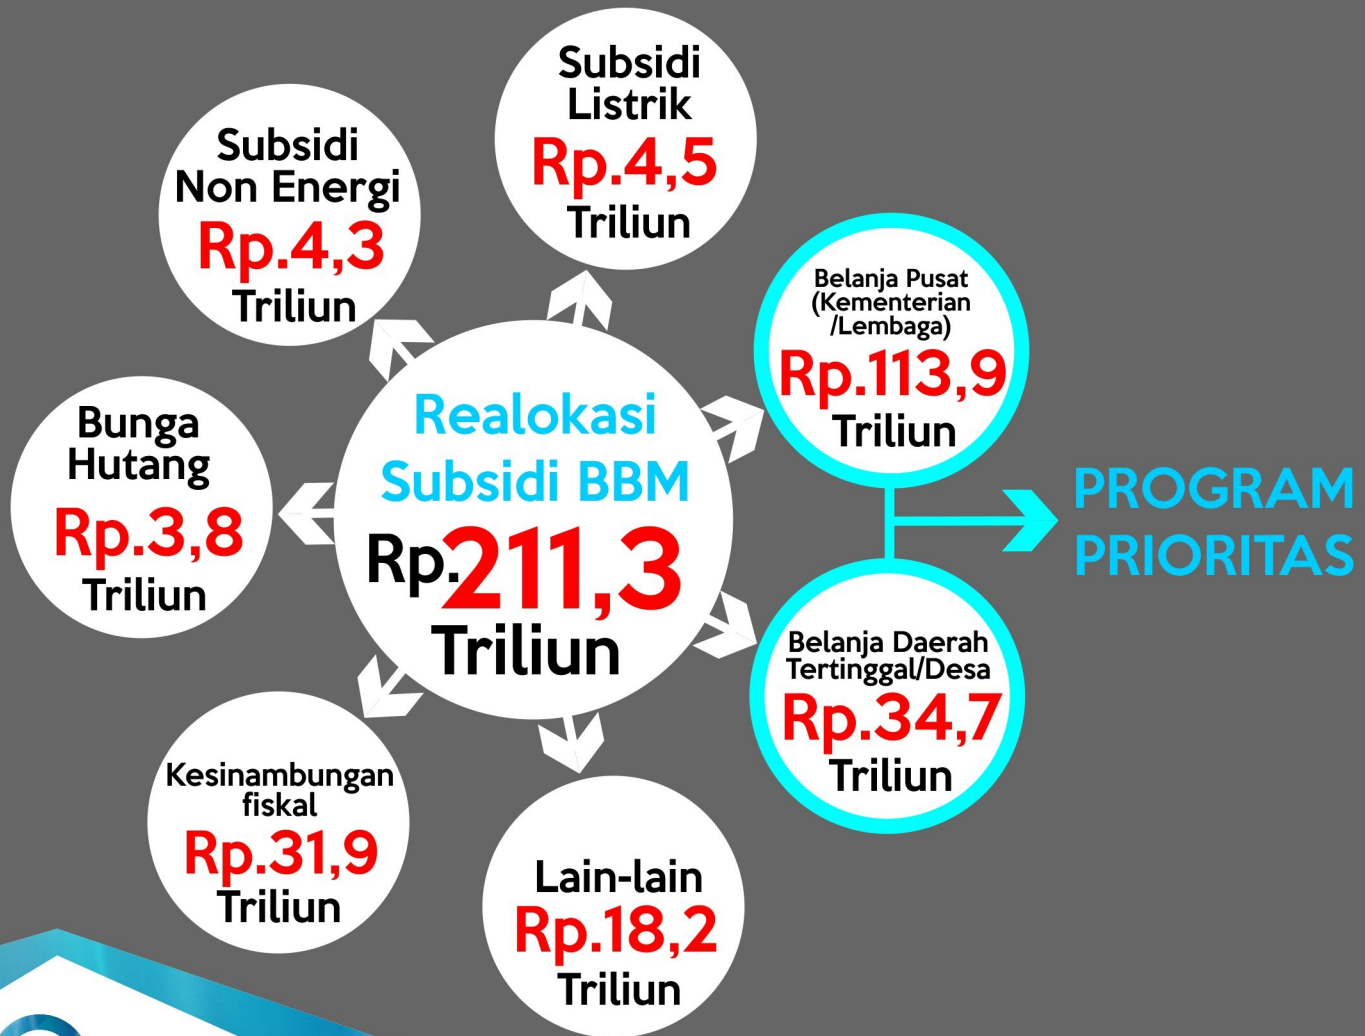 Subsidi
Listrik
Rp.4,5
Triliun
Subsidi
Non Energi
Rp.4,3
Triliun
Belanja Pusat
(Kementerian
/Lembaga)
Rp.113,9
Triliun
Realokasi
Subsidi BBM
Rp.211,3
Triliun
Bunga
Hutang
Rp.3,8
Triliun
PROGRAM
PRIORITAS
Belanja Daerah
Tertinggal/Desa
Rp.34,7
Triliun
Kesinambungan
fiskal
Rp.31,9
Triliun
Lain-lain
Rp.18,2
Triliun